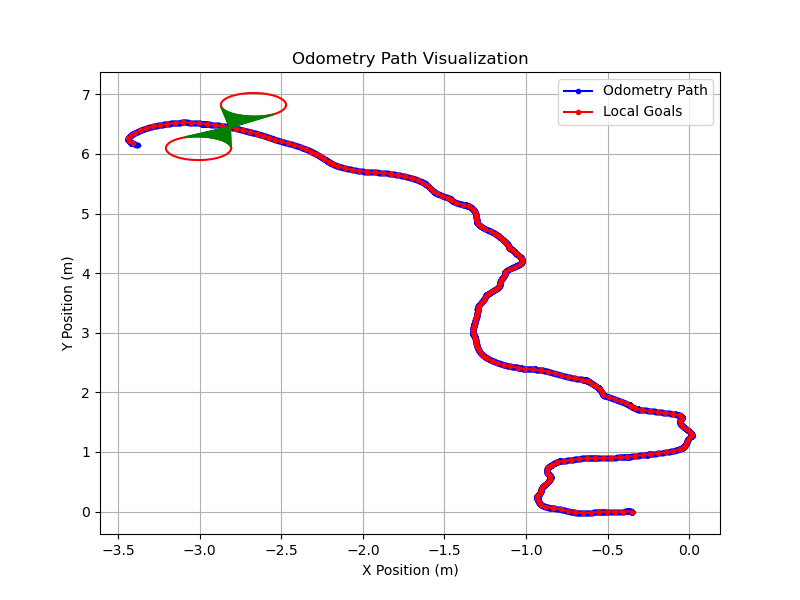 Odometry Path Visualization
Odometry Path
Local Goals
Y Position (m)
7
6
5
4
3
2
1
0
−3.5 −3.0 −2.5 −2.0 −1.5 −1.0 −0.5 0.0
X Position (m)